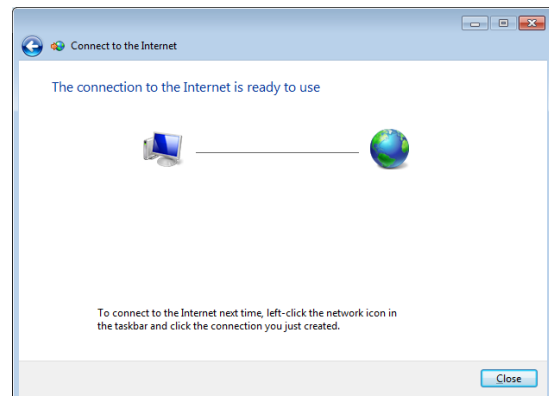 Connect to the Internet
The connection to the Internet is ready to use
To connect to the Internet next time, left-click the network icon in
the taskbar and click the connection you just created.
Close